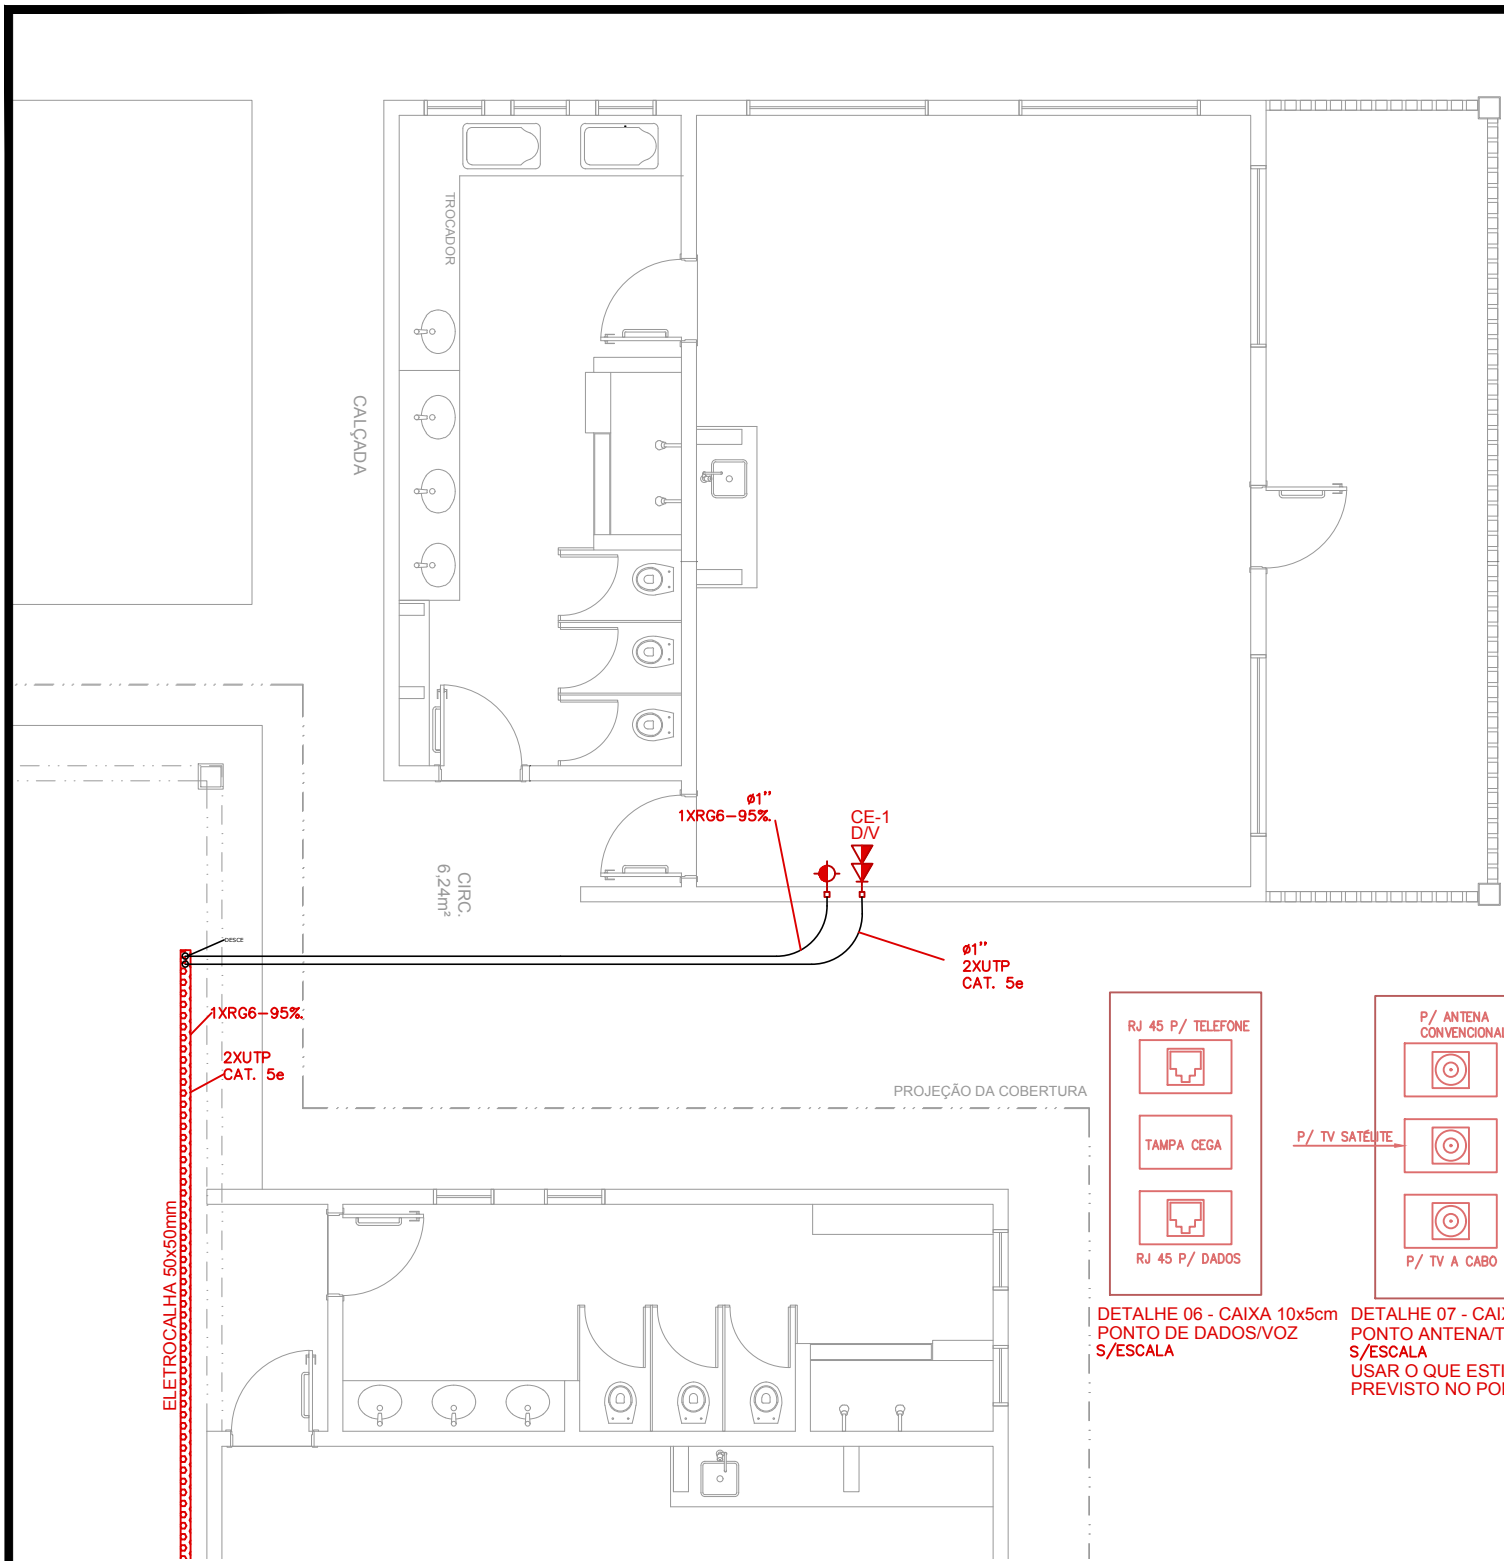 TROCADOR
CALÇADA
ø1’’
1XRG6-95%.
CE-1
D/V
CIRC.
6,24m²
DESCE
ø1’’
2XUTP
CAT. 5e
1XRG6-95%.
2XUTP
CAT. 5e
PROJEÇÃO DA COBERTURA
ELETROCALHA 50x50mm
RJ 45 P/ TELEFONE
TAMPA CEGA
RJ 45 P/ DADOS
DETALHE 06 - CAIXA 10x5cm
PONTO DE DADOS/VOZ
S/ESCALA
P/ ANTENA
CONVENCIONAL
P/ TV SATÉLITE
P/ TV A CABO
DETALHE 07 - CAIX
PONTO ANTENA/T
S/ESCALA
USAR O QUE ESTI
PREVISTO NO PO